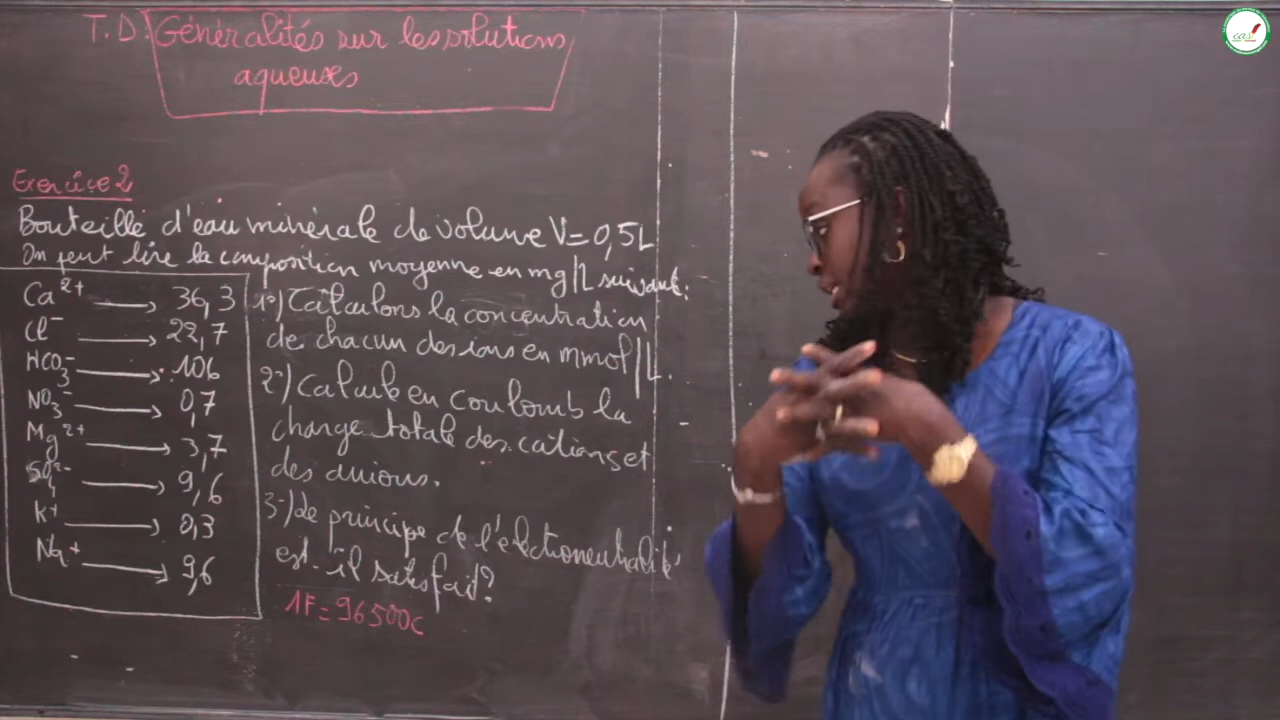 T.D: Généralités sur les solutions
aqueuses
Exercice 2
Bouteille d'eau minérale de volume V = 0,5L
On peut lire la composition moyenne en mg/L suivante:
Ca²⁺ → 36,3
Cl⁻ → 22,7
HCO₃⁻ → 106
NO₃⁻ → 0,7
Mg²⁺ → 3,7
SO₄²⁻ → 9,6
K⁺ → 0,3
Na⁺ → 9,6
1°) Calculons la concentration
de chacun des ions en mmol/L.
2°) Calcule en coulomb la
charge totale des cations et
des anions.
3°) Le principe de l'électroneutralité
est-il satisfait?
1F = 96500C
cas!